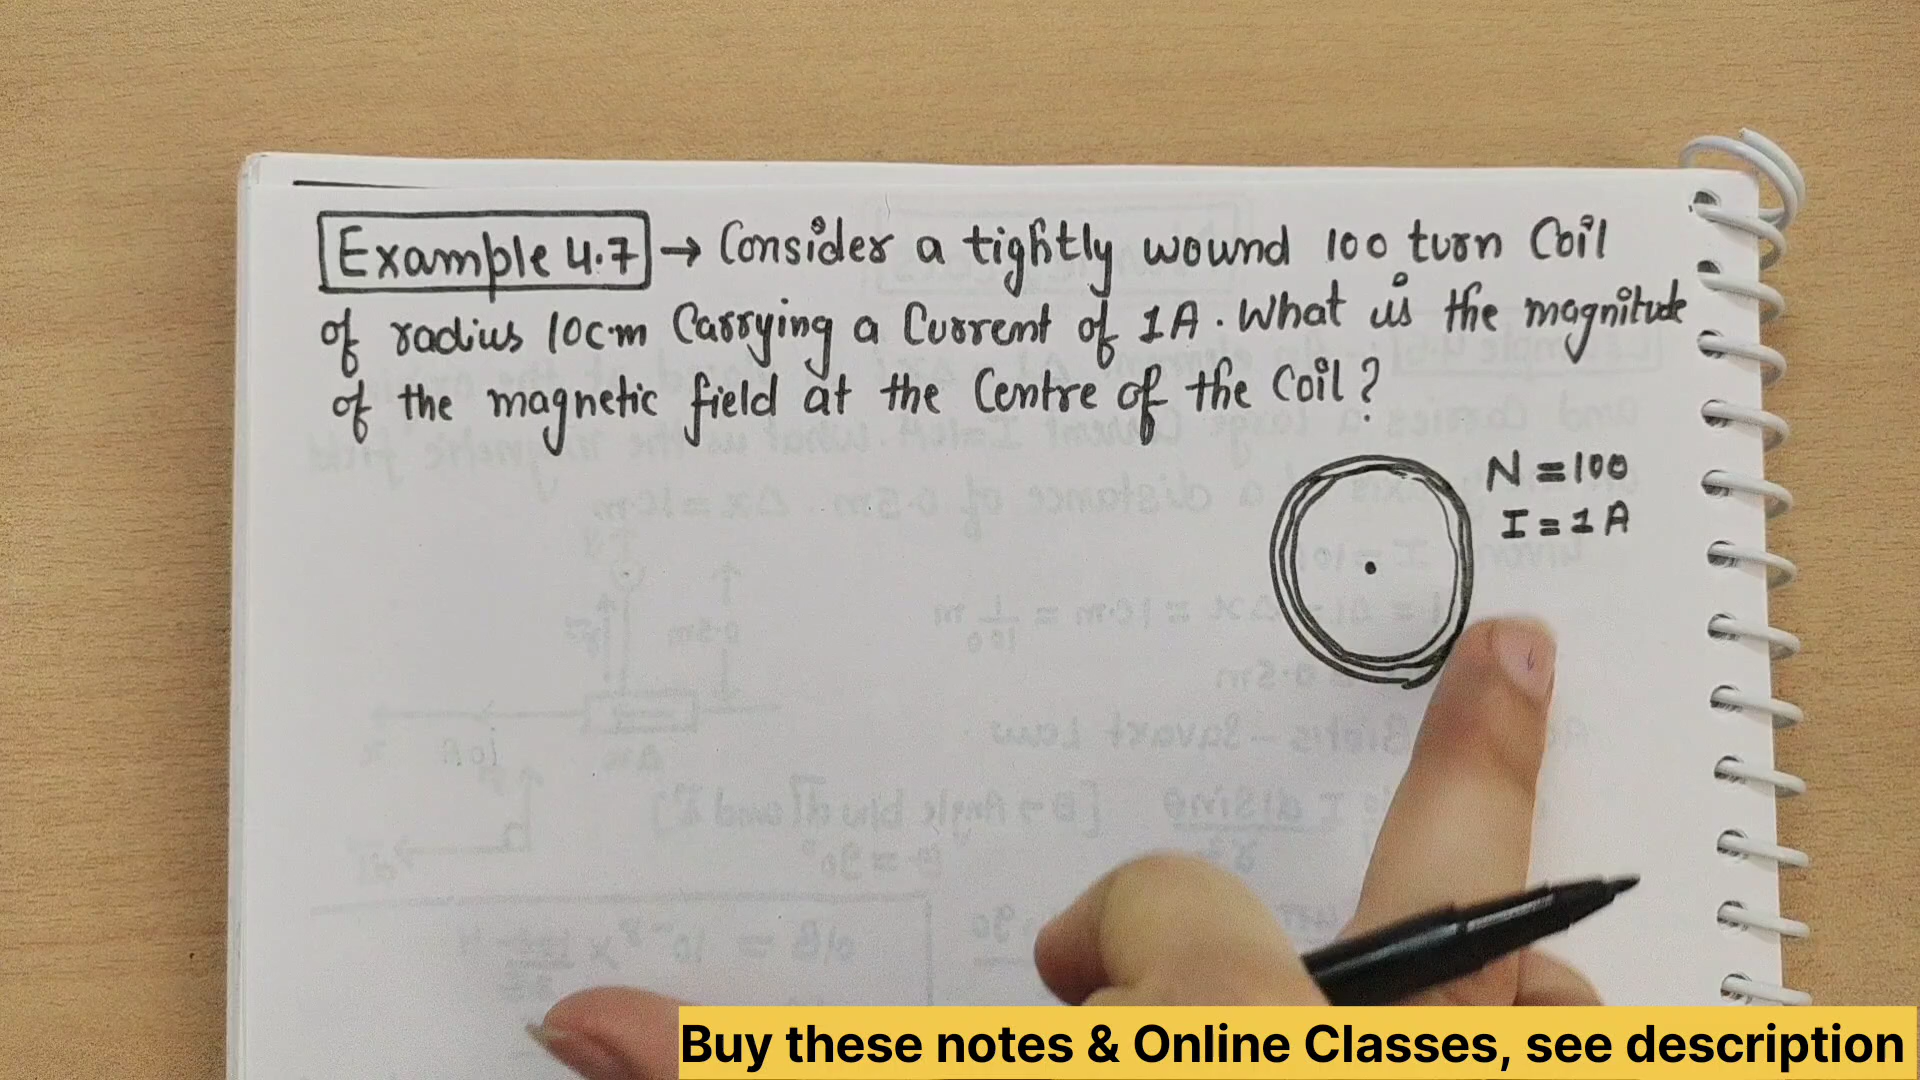 Example 4.7 → Consider a tightly wound 100 turn Coil
of radius 10cm Carrying a Current of 1A. What is the magnitude
of the magnetic field at the Centre of the Coil?
N = 100
I = 1A
Buy these notes & Online Classes, see description